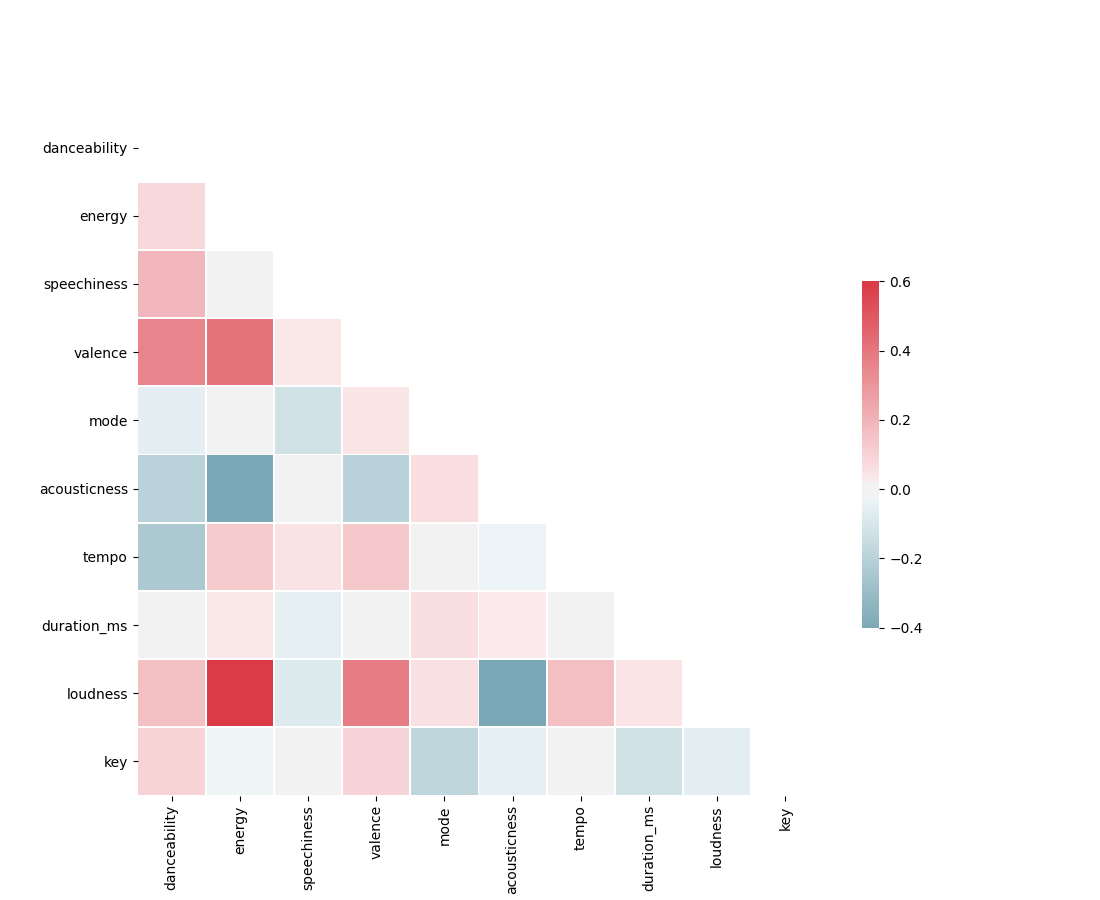 danceability
energy
speechiness
valence
mode
acousticness
tempo
duration_ms
loudness
key
danceability
energy
speechiness
valence
mode
acousticness
tempo
duration_ms
loudness
key
0.6
0.4
0.2
0.0
−0.2
−0.4